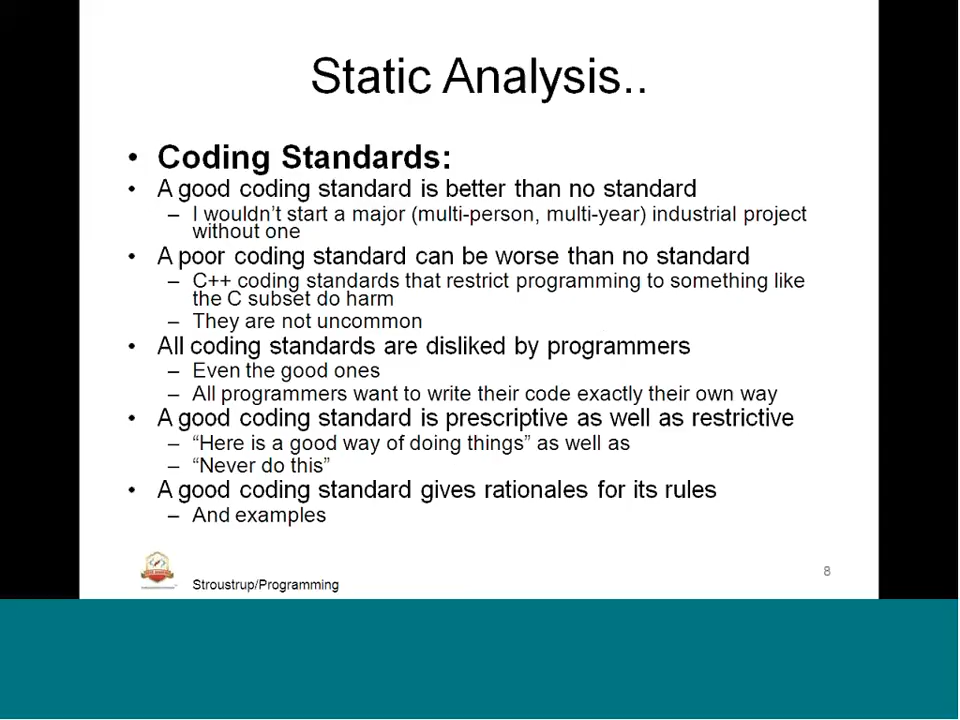 Static Analysis..
• Coding Standards:
• A good coding standard is better than no standard
– I wouldn't start a major (multi-person, multi-year) industrial project
without one
• A poor coding standard can be worse than no standard
– C++ coding standards that restrict programming to something like
the C subset do harm
– They are not uncommon
• All coding standards are disliked by programmers
– Even the good ones
– All programmers want to write their code exactly their own way
• A good coding standard is prescriptive as well as restrictive
– “Here is a good way of doing things” as well as
– “Never do this”
• A good coding standard gives rationales for its rules
– And examples
8
Stroustrup/Programming